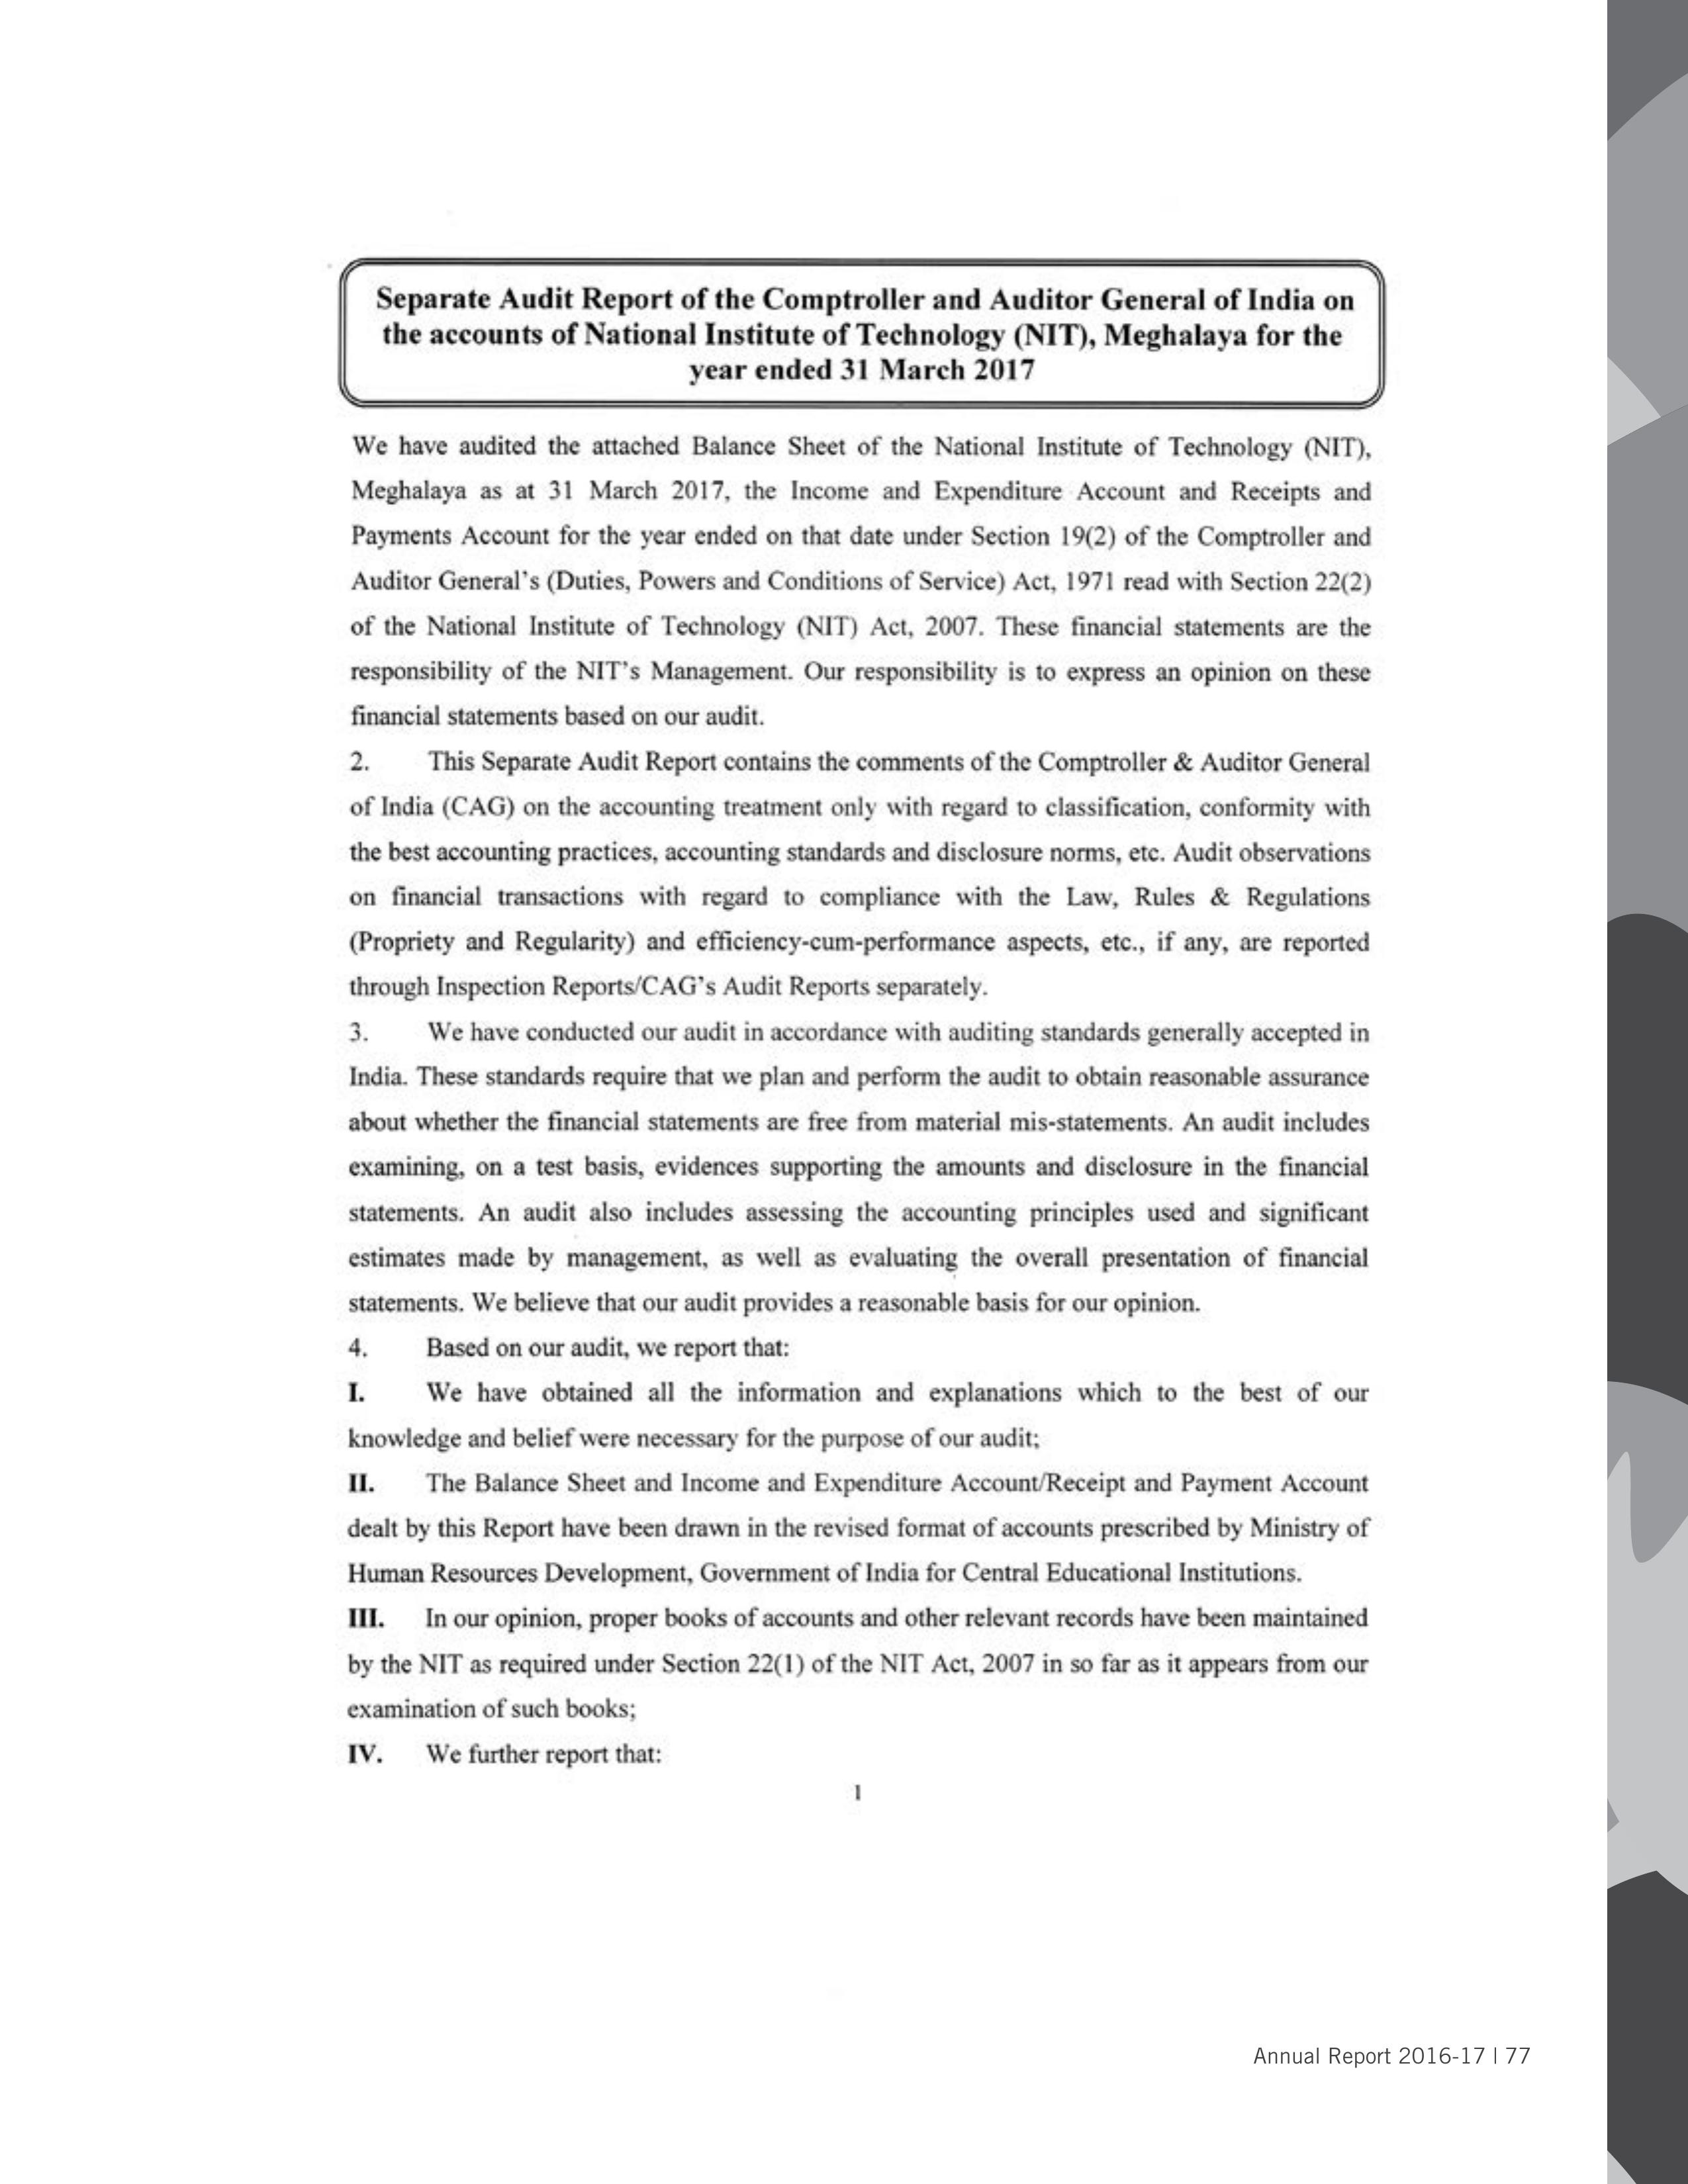 Separate Audit Report of the Comptroller and Auditor General of India on
the accounts of National Institute of Technology (NIT), Meghalaya for the
year ended 31 March 2017
We have audited the attached Balance Sheet of the National Institute of Technology (NIT),
Meghalaya as at 31 March 2017, the Income and Expenditure Account and Receipts and
Payments Account for the year ended on that date under Section 19(2) of the Comptroller and
Auditor General's (Duties, Powers and Conditions of Service) Act, 1971 read with Section 22(2)
of the National Institute of Technology (NIT) Act, 2007. These financial statements are the
responsibility of the NIT's Management. Our responsibility is to express an opinion on these
financial statements based on our audit.
2. This Separate Audit Report contains the comments of the Comptroller & Auditor General
of India (CAG) on the accounting treatment only with regard to classification, conformity with
the best accounting practices, accounting standards and disclosure norms, etc. Audit observations
on financial transactions with regard to compliance with the Law, Rules & Regulations
(Propriety and Regularity) and efficiency-cum-performance aspects, etc., if any, are reported
through Inspection Reports/CAG's Audit Reports separately.
3. We have conducted our audit in accordance with auditing standards generally accepted in
India. These standards require that we plan and perform the audit to obtain reasonable assurance
about whether the financial statements are free from material mis-statements. An audit includes
examining, on a test basis, evidences supporting the amounts and disclosure in the financial
statements. An audit also includes assessing the accounting principles used and significant
estimates made by management, as well as evaluating the overall presentation of financial
statements. We believe that our audit provides a reasonable basis for our opinion.
4. Based on our audit, we report that:
I. We have obtained all the information and explanations which to the best of our
knowledge and belief were necessary for the purpose of our audit;
II. The Balance Sheet and Income and Expenditure Account/Receipt and Payment Account
dealt by this Report have been drawn in the revised format of accounts prescribed by Ministry of
Human Resources Development, Government of India for Central Educational Institutions.
III. In our opinion, proper books of accounts and other relevant records have been maintained
by the NIT as required under Section 22(1) of the NIT Act, 2007 in so far as it appears from our
examination of such books;
IV. We further report that:
1
Annual Report 2016-17 | 77